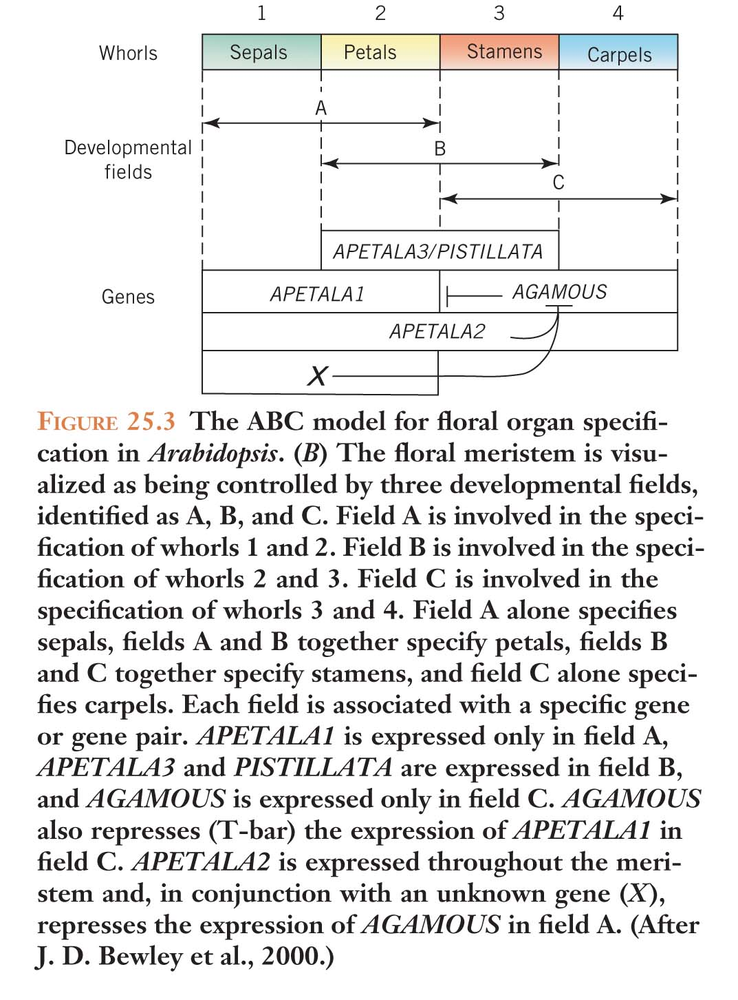 1 2 3 4
Whorls Sepals Petals Stamens Carpels
A
Developmental
fields
B
C
APETALA3/PISTILLATA
Genes APETALA1 AGAMOUS
APETALA2
X
FIGURE 25.3 The ABC model for floral organ specifi-
cation in Arabidopsis. (B) The floral meristem is visu-
alized as being controlled by three developmental fields,
identified as A, B, and C. Field A is involved in the speci-
fication of whorls 1 and 2. Field B is involved in the speci-
fication of whorls 2 and 3. Field C is involved in the
specification of whorls 3 and 4. Field A alone specifies
sepals, fields A and B together specify petals, fields B
and C together specify stamens, and field C alone speci-
fies carpels. Each field is associated with a specific gene
or gene pair. APETALA1 is expressed only in field A,
APETALA3 and PISTILLATA are expressed in field B,
and AGAMOUS is expressed only in field C. AGAMOUS
also represses (T-bar) the expression of APETALA1 in
field C. APETALA2 is expressed throughout the meri-
stem and, in conjunction with an unknown gene (X),
represses the expression of AGAMOUS in field A. (After
J. D. Bewley et al., 2000.)